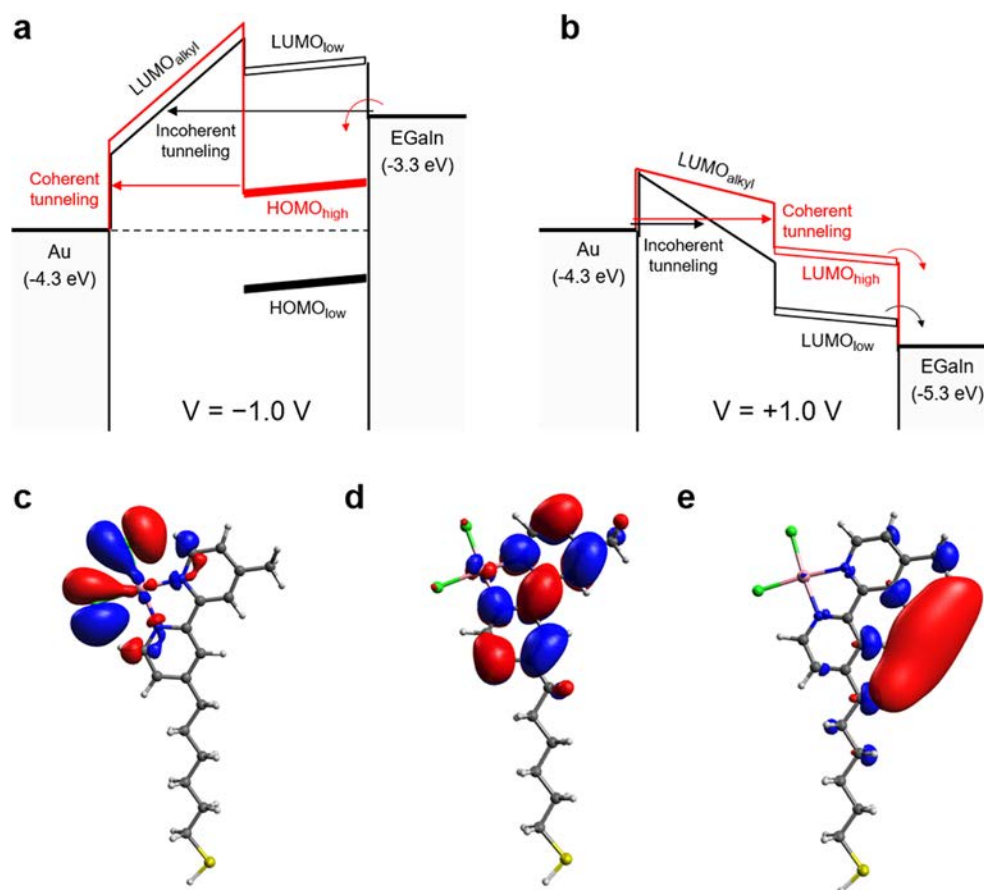 a
LUMOalkyl
LUMOlow
Incoherent
tunneling
EGaIn
(-3.3 eV)
Coherent
tunneling
HOMOhigh
Au
(-4.3 eV)
HOMOlow
V = −1.0 V
b
LUMOalkyl
Coherent
tunneling
Incoherent
tunneling
Au
(-4.3 eV)
LUMOhigh
LUMOlow
EGaIn
(-5.3 eV)
V = +1.0 V
c
d
e